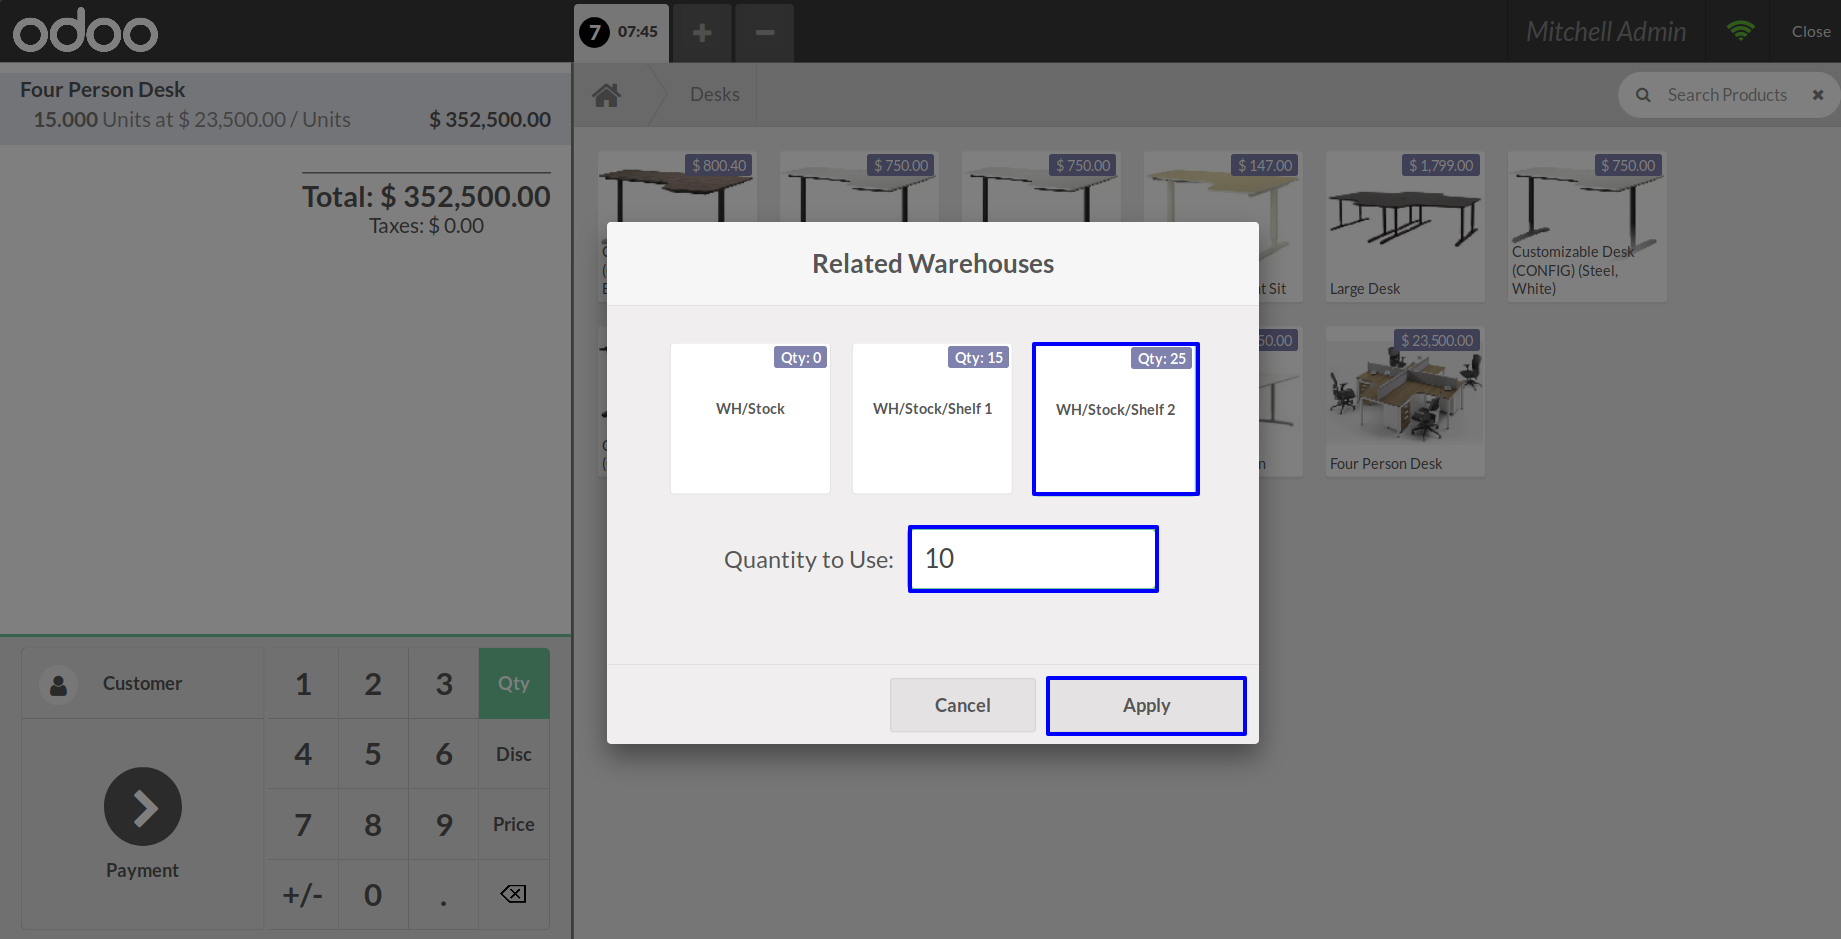 odoo
7 07:45
Mitchell Admin
Close
Four Person Desk
15.000 Units at $ 23,500.00 / Units $ 352,500.00
Total: $ 352,500.00
Taxes: $ 0.00
Desks
Search Products
$ 800.40
$ 750.00
$ 750.00
$ 147.00
$ 1,799.00
$ 750.00
t Sit
Large Desk
Customizable Desk
(CONFIG) (Steel,
White)
50.00
$ 23,500.00
n
Four Person Desk
Related Warehouses
Qty: 0
WH/Stock
Qty: 15
WH/Stock/Shelf 1
Qty: 25
WH/Stock/Shelf 2
Quantity to Use: 10
Cancel
Apply
Customer
Payment
1 2 3 Qty
4 5 6 Disc
7 8 9 Price
+/- 0 .